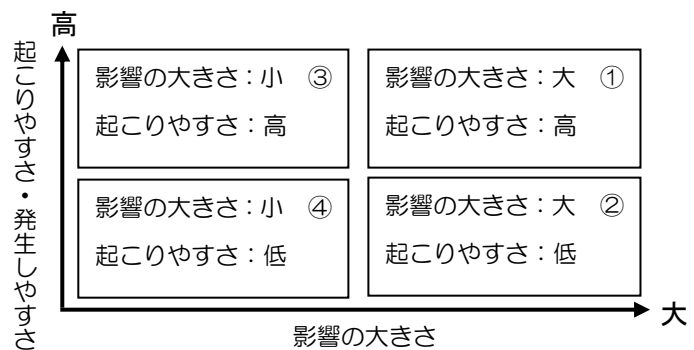 高
起こりやすさ・発生しやすさ
影響の大きさ：小　③
起こりやすさ：高
影響の大きさ：大　①
起こりやすさ：高
影響の大きさ：小　④
起こりやすさ：低
影響の大きさ：大　②
起こりやすさ：低
大
影響の大きさ